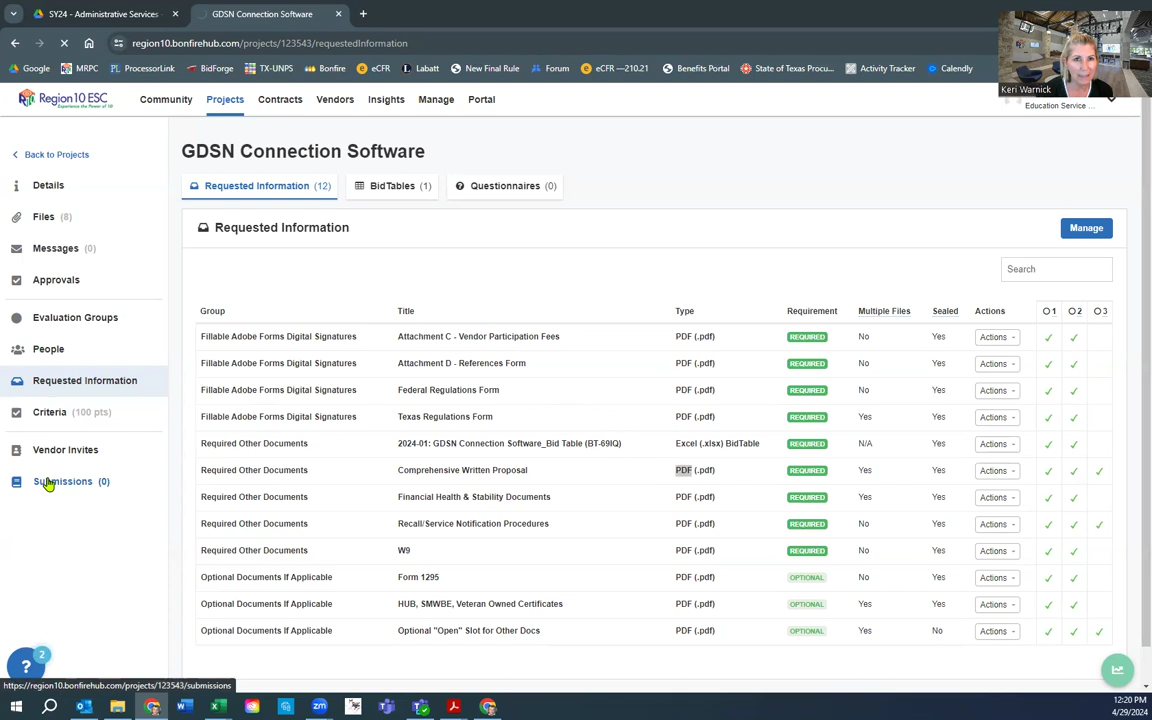 SY24 - Administrative Services
GDSN Connection Software
region10.bonfirehub.com/projects/123543/requestedInformation
Google MRPC ProcessorLink BidForge TX-UNPS Bonfire eCFR Labatt New Final Rule Forum eCFR —210.21 Benefits Portal State of Texas Procu... Activity Tracker Calendly
Keri Warnick
Region10 ESC
Experience the Power of 10
Community Projects Contracts Vendors Insights Manage Portal
Education Service ...
Back to Projects
Details
Files (8)
Messages (0)
Approvals
Evaluation Groups
People
Requested Information
Criteria (100 pts)
Vendor Invites
Submissions (0)
GDSN Connection Software
Requested Information (12) BidTables (1) Questionnaires (0)
Requested Information
Manage
Search
Group Title Type Requirement Multiple Files Sealed Actions 1 2 3
Fillable Adobe Forms Digital Signatures Attachment C - Vendor Participation Fees PDF (.pdf) REQUIRED No Yes Actions
Fillable Adobe Forms Digital Signatures Attachment D - References Form PDF (.pdf) REQUIRED No Yes Actions
Fillable Adobe Forms Digital Signatures Federal Regulations Form PDF (.pdf) REQUIRED No Yes Actions
Fillable Adobe Forms Digital Signatures Texas Regulations Form PDF (.pdf) REQUIRED Yes Yes Actions
Required Other Documents 2024-01: GDSN Connection Software_Bid Table (BT-69IQ) Excel (.xlsx) BidTable REQUIRED N/A Yes Actions
Required Other Documents Comprehensive Written Proposal PDF (.pdf) REQUIRED Yes Yes Actions
Required Other Documents Financial Health & Stability Documents PDF (.pdf) REQUIRED Yes Yes Actions
Required Other Documents Recall/Service Notification Procedures PDF (.pdf) REQUIRED No Yes Actions
Required Other Documents W9 PDF (.pdf) REQUIRED No Yes Actions
Optional Documents If Applicable Form 1295 PDF (.pdf) OPTIONAL No Yes Actions
Optional Documents If Applicable HUB, SMWBE, Veteran Owned Certificates PDF (.pdf) OPTIONAL Yes Yes Actions
Optional Documents If Applicable Optional "Open" Slot for Other Docs PDF (.pdf) OPTIONAL Yes No Actions
? 2
https://region10.bonfirehub.com/projects/123543/submissions
12:20 PM
4/29/2024